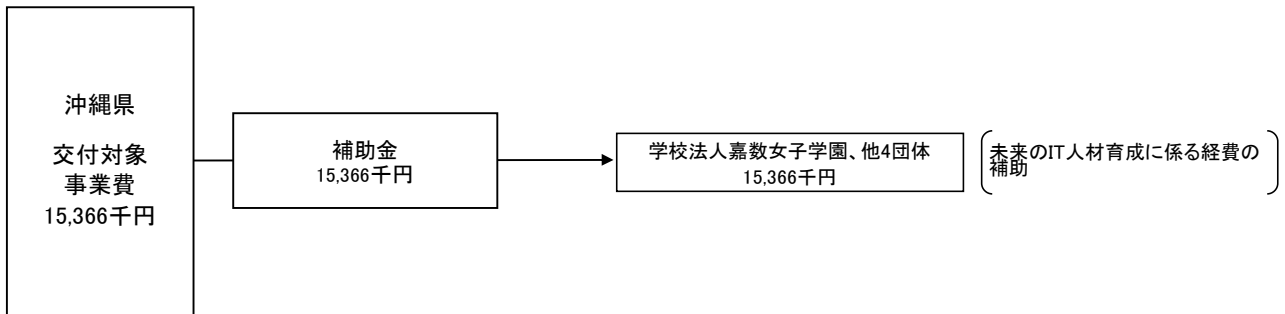 沖縄県
交付対象
事業費
15,366千円
補助金
15,366千円
学校法人嘉数女子学園、他4団体
15,366千円
未来のIT人材育成に係る経費の
補助